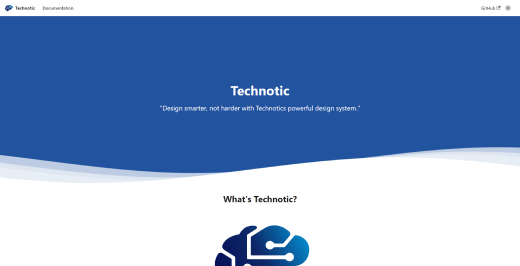 Technotic Documentation GitHub
Technotic
"Design smarter, not harder with Technotics powerful design system."
What's Technotic?